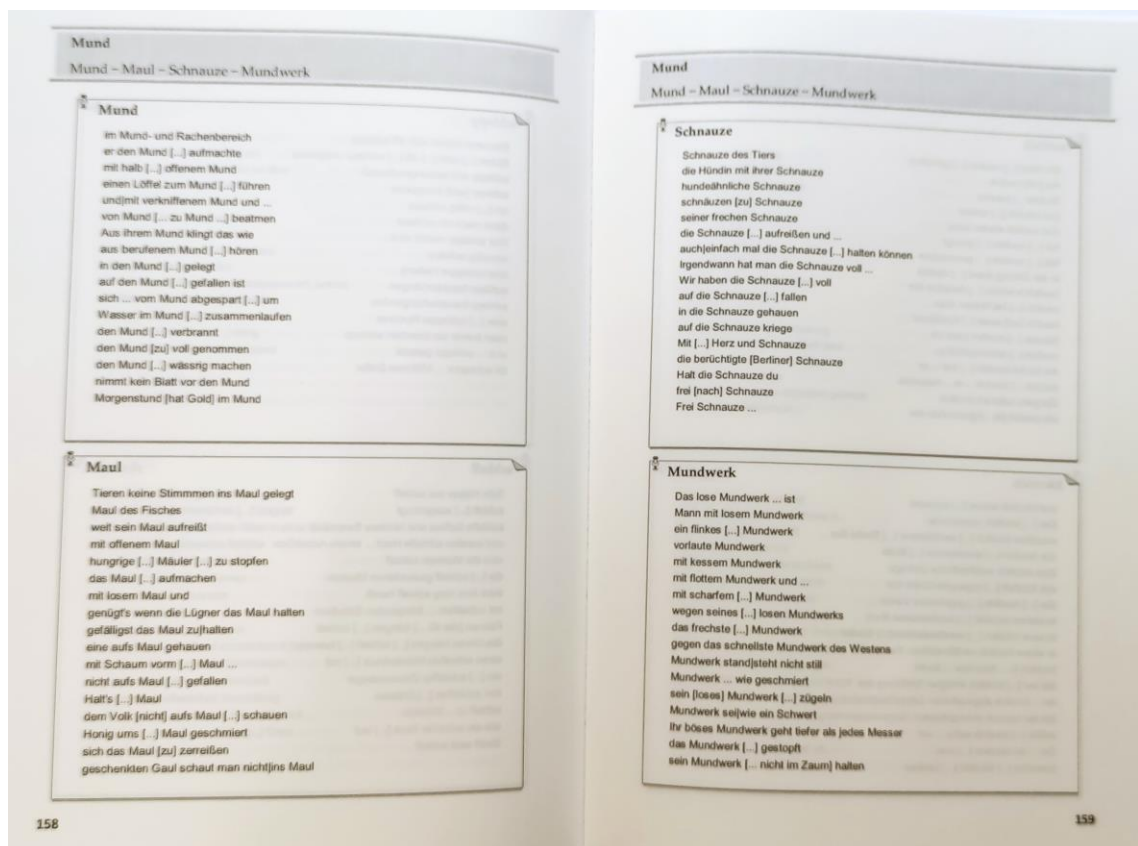 Mund
Mund – Maul – Schnauze – Mundwerk
Mund
im Mund- und Rachenbereich
er den Mund [...] aufmachte
mit halb [...] offenem Mund
einen Löffel zum Mund [...] führen
und|mit verkniffenem Mund und ...
von Mund [... zu Mund ...] beatmen
Aus ihrem Mund klingt das wie
aus berufenem Mund [...] hören
in den Mund [...] gelegt
auf den Mund [...] gefallen ist
sich ... vom Mund abgespart [...] um
Wasser im Mund [...] zusammenlaufen
den Mund [...] verbrannt
den Mund [zu] voll genommen
den Mund [...] wässrig machen
nimmt kein Blatt vor den Mund
Morgenstund [hat Gold] im Mund
Maul
Tieren keine Stimmmen ins Maul gelegt
Maul des Fisches
weit sein Maul aufreißt
mit offenem Maul
hungrige [...] Mäuler [...] zu stopfen
das Maul [...] aufmachen
mit losem Maul und
genügt's wenn die Lügner das Maul halten
gefälligst das Maul zu|halten
eine aufs Maul gehauen
mit Schaum vorm [...] Maul ...
nicht aufs Maul [...] gefallen
Halt's [...] Maul
dem Volk [nicht] aufs Maul [...] schauen
Honig ums [...] Maul geschmiert
sich das Maul [zu] zerreißen
geschenkten Gaul schaut man nicht|ins Maul
158
Mund
Mund – Maul – Schnauze – Mundwerk
Schnauze
Schnauze des Tiers
die Hündin mit ihrer Schnauze
hundeähnliche Schnauze
schnäuzen [zu] Schnauze
seiner frechen Schnauze
die Schnauze [...] aufreißen und ...
auch|einfach mal die Schnauze [...] halten können
Irgendwann hat man die Schnauze voll ...
Wir haben die Schnauze [...] voll
auf die Schnauze [...] fallen
in die Schnauze gehauen
auf die Schnauze kriege
Mit [...] Herz und Schnauze
die berüchtigte [Berliner] Schnauze
Halt die Schnauze du
frei [nach] Schnauze
Frei Schnauze ...
Mundwerk
Das lose Mundwerk ... ist
Mann mit losem Mundwerk
ein flinkes [...] Mundwerk
vorlaute Mundwerk
mit kessem Mundwerk
mit flottem Mundwerk und ...
mit scharfem [...] Mundwerk
wegen seines [...] losen Mundwerks
das frechste [...] Mundwerk
gegen das schnellste Mundwerk des Westens
Mundwerk stand|steht nicht still
Mundwerk ... wie geschmiert
sein [loses] Mundwerk [...] zügeln
Mundwerk sei|wie ein Schwert
Ihr böses Mundwerk geht tiefer als jedes Messer
das Mundwerk [...] gestopft
sein Mundwerk [... nicht im Zaum] halten
159